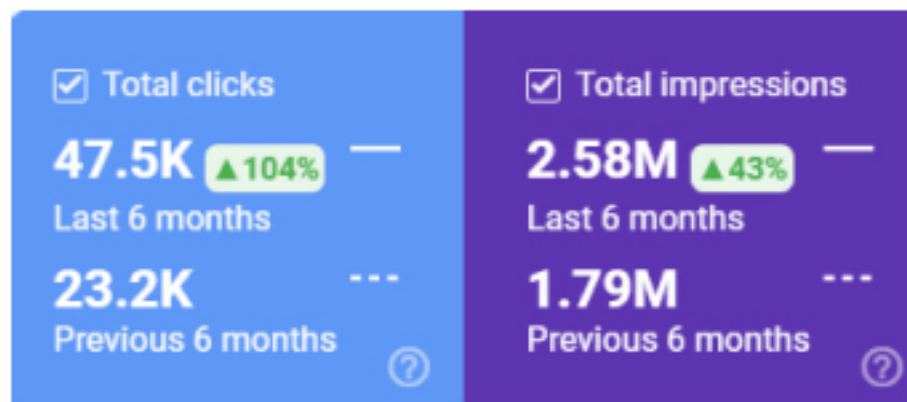 Total clicks
47.5K ▲104%
Last 6 months
23.2K
Previous 6 months
Total impressions
2.58M ▲43%
Last 6 months
1.79M
Previous 6 months